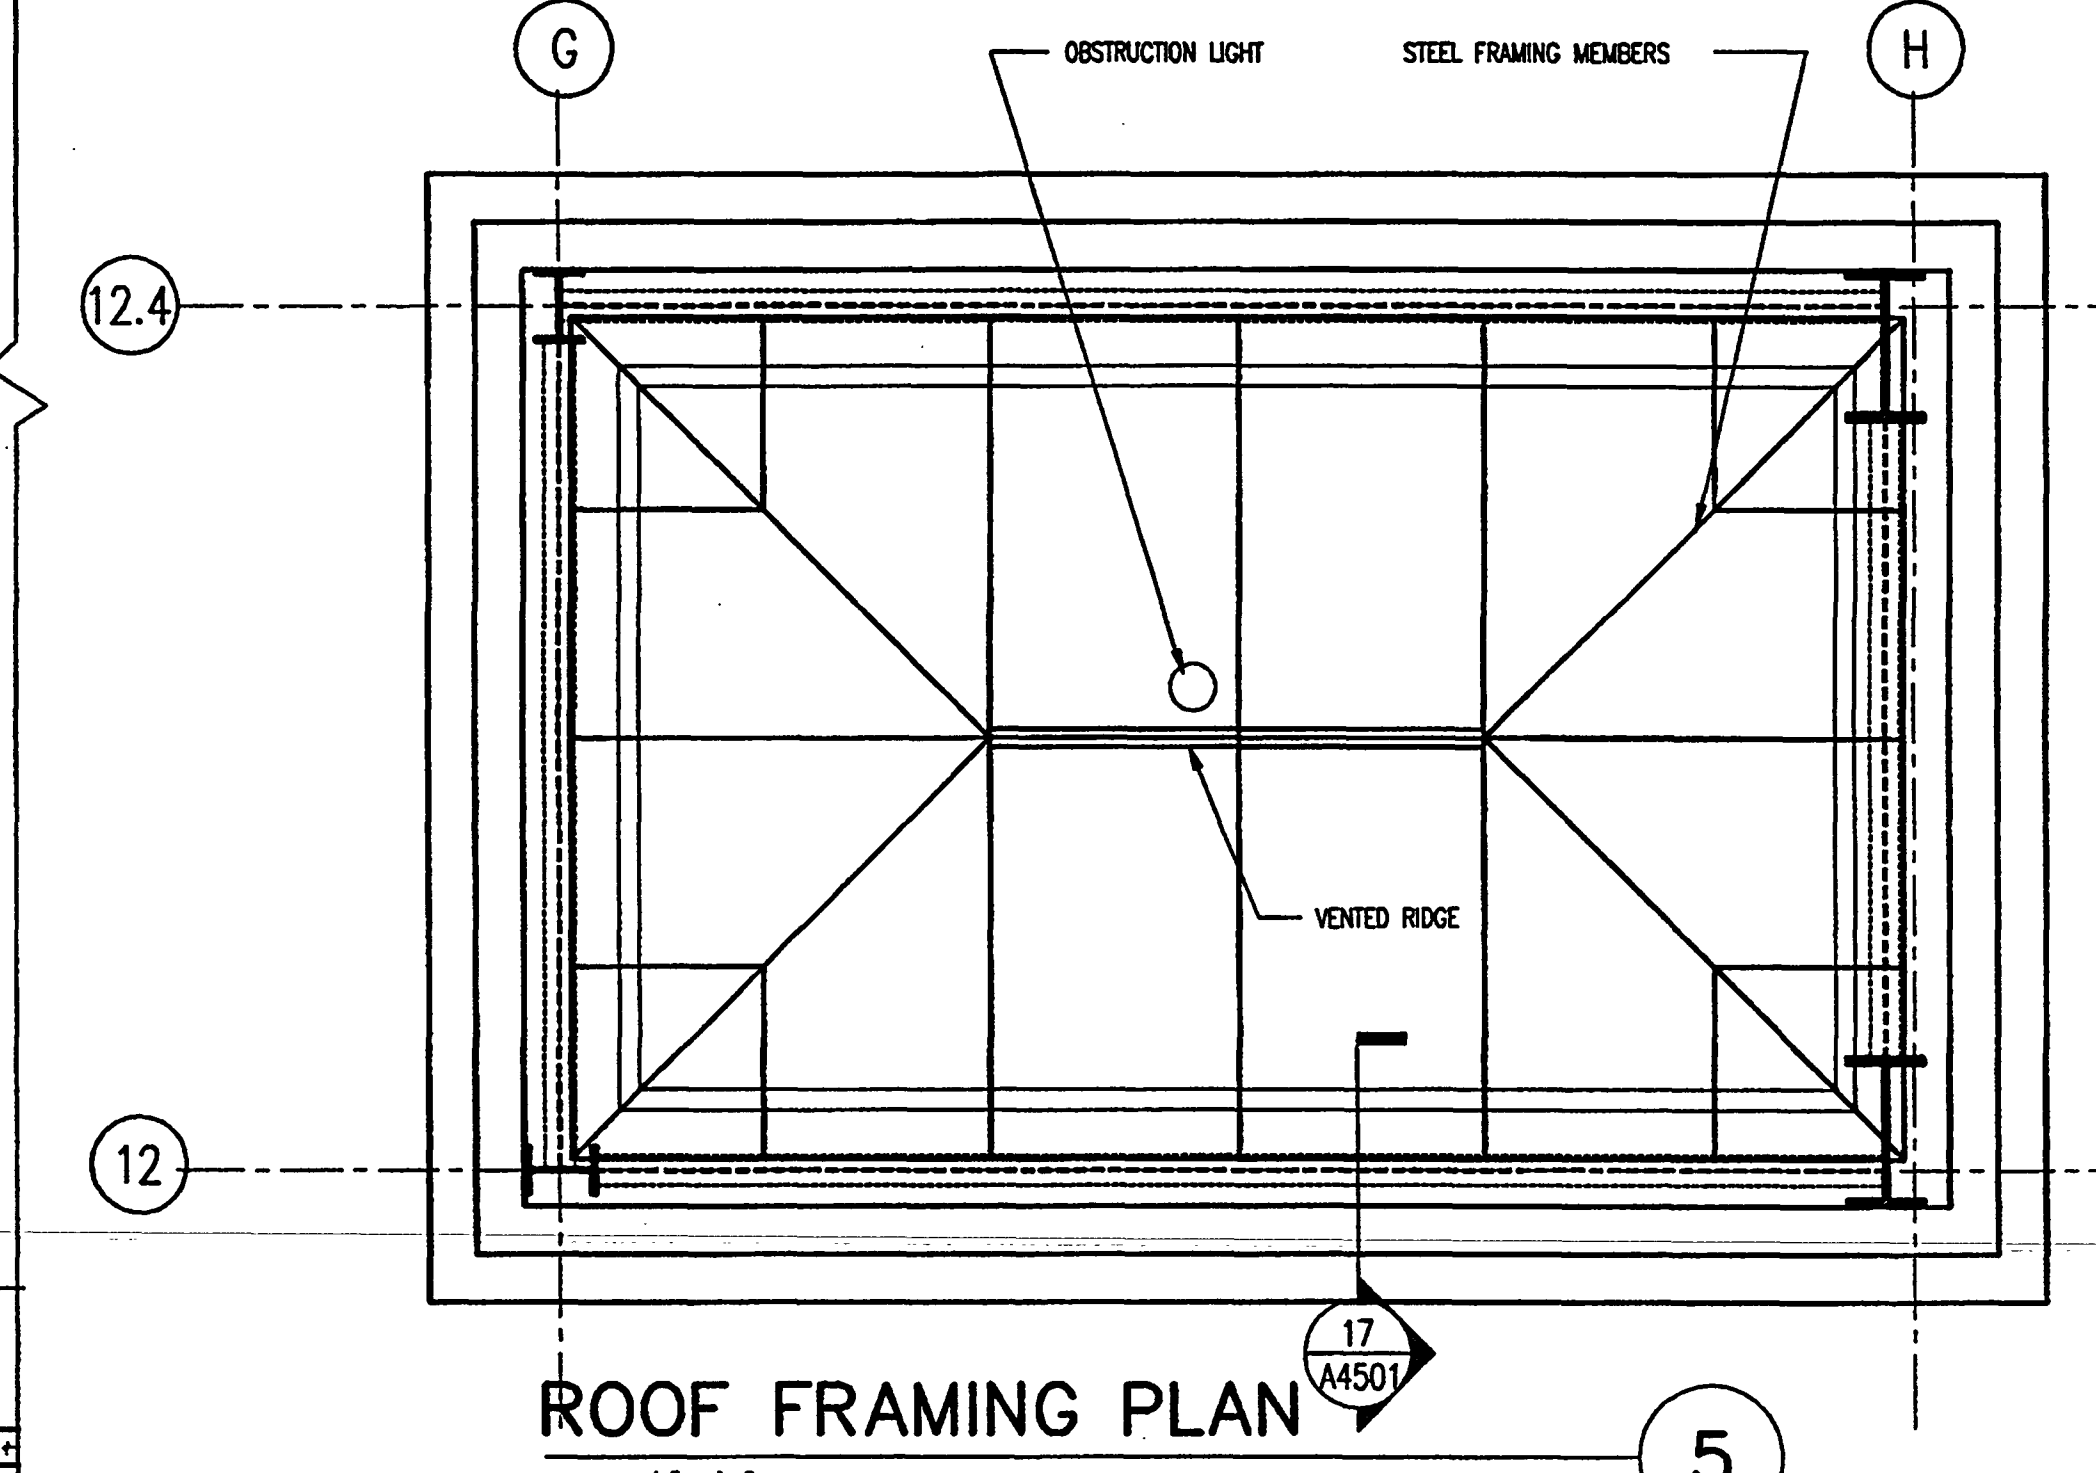 G
OBSTRUCTION LIGHT
STEEL FRAMING MEMBERS
H
12.4
VENTED RIDGE
12
17
A4501
ROOF FRAMING PLAN
5